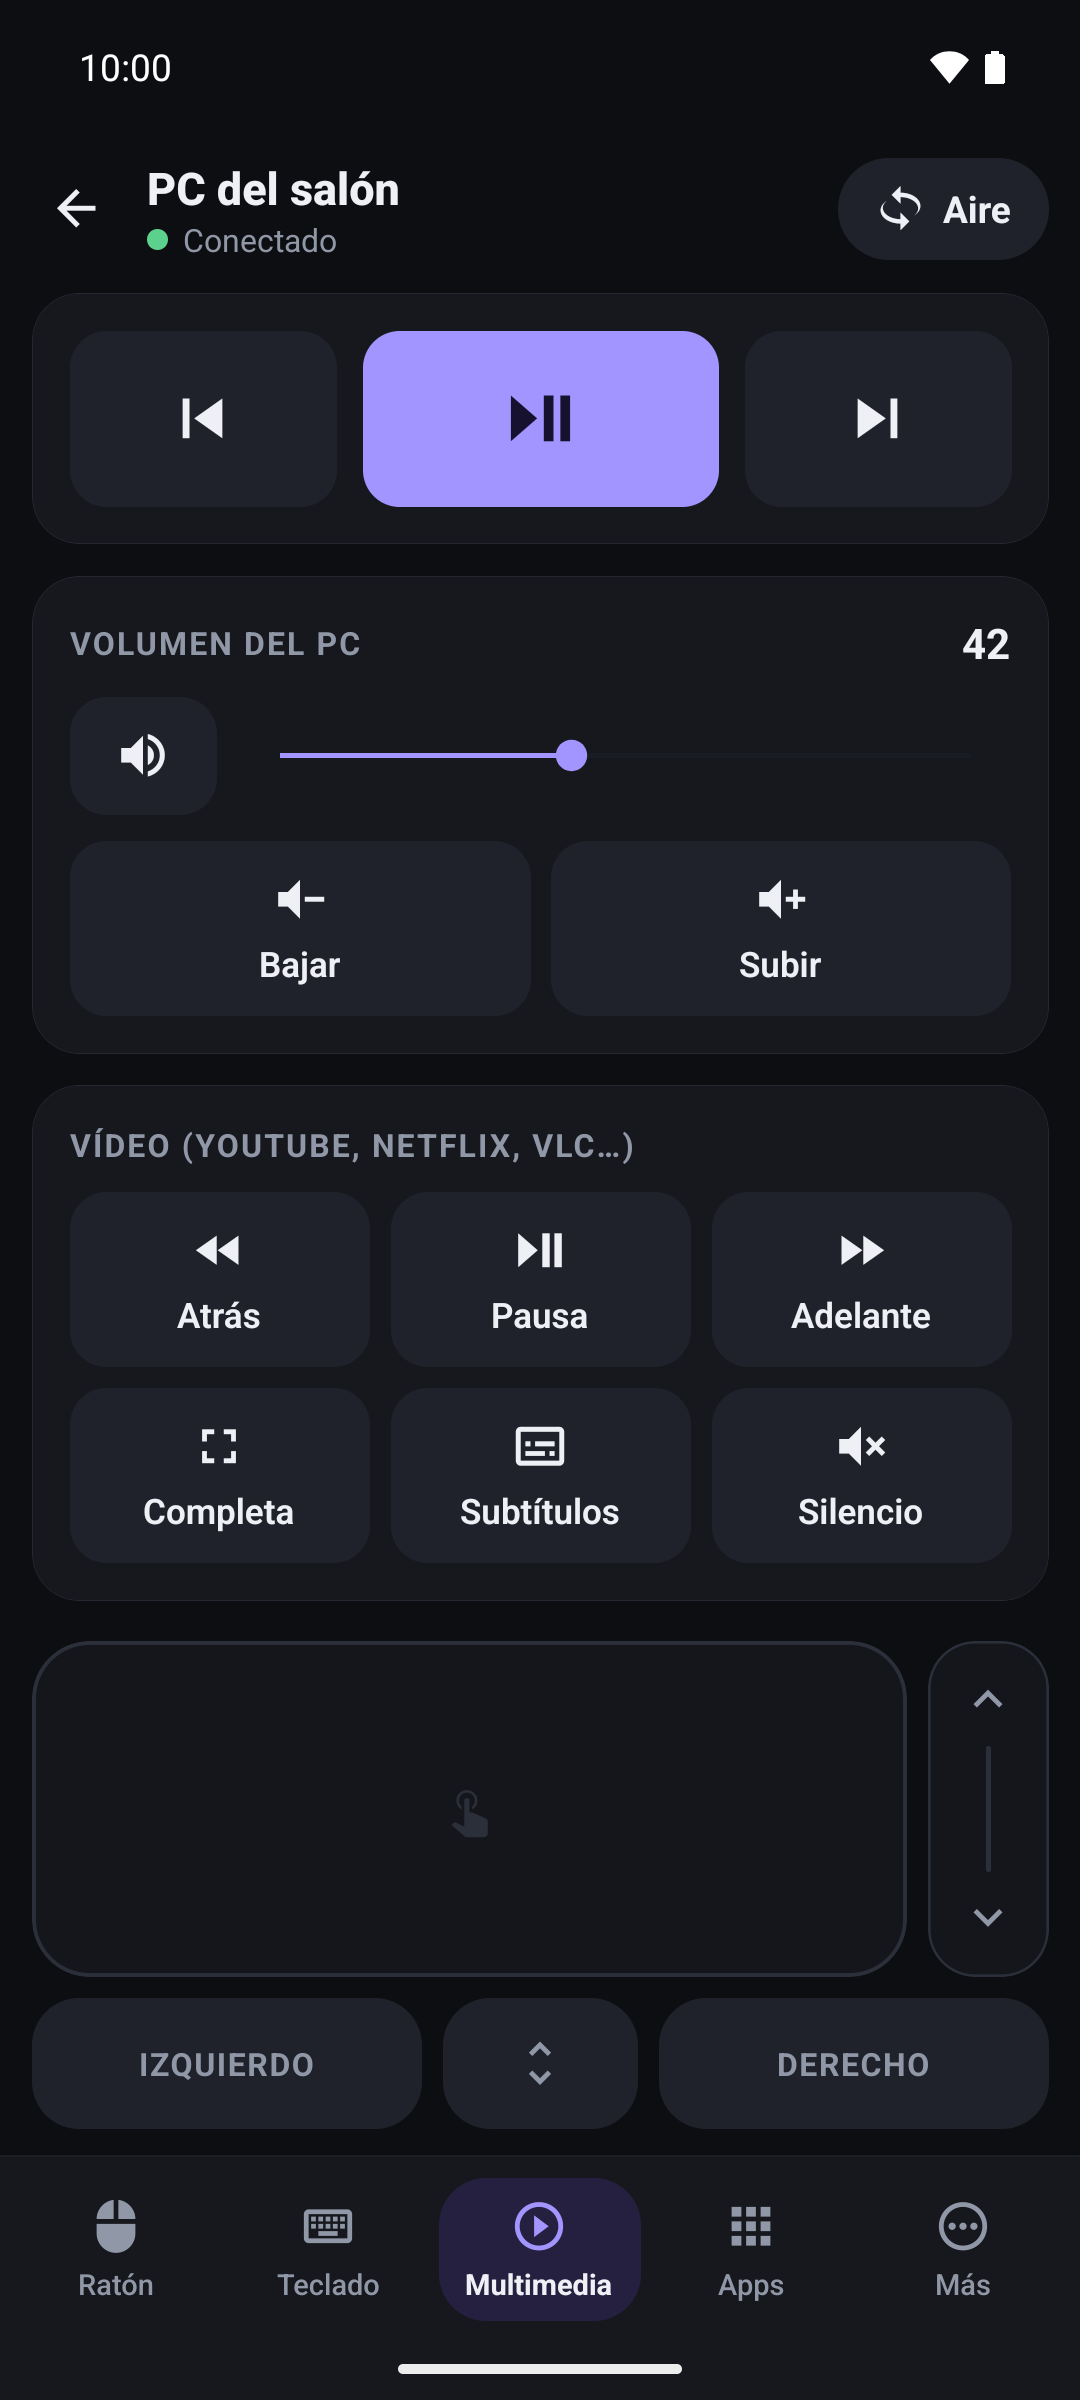 10:00
PC del salón
Conectado
Aire
VOLUMEN DEL PC
42
Bajar
Subir
VÍDEO (YOUTUBE, NETFLIX, VLC…)
Atrás
Pausa
Adelante
Completa
Subtítulos
Silencio
IZQUIERDO
DERECHO
Ratón
Teclado
Multimedia
Apps
Más